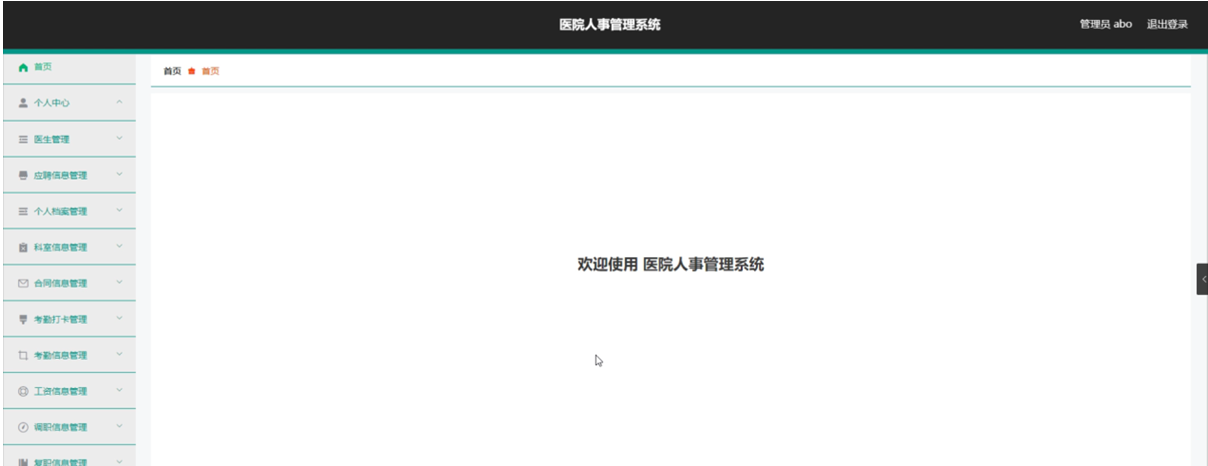 医院人事管理系统
管理员 abo 退出登录
首页
个人中心
医生管理
应聘信息管理
个人档案管理
科室信息管理
合同信息管理
考勤打卡管理
考勤信息管理
工资信息管理
调职信息管理
复职信息管理
首页 首页
欢迎使用 医院人事管理系统